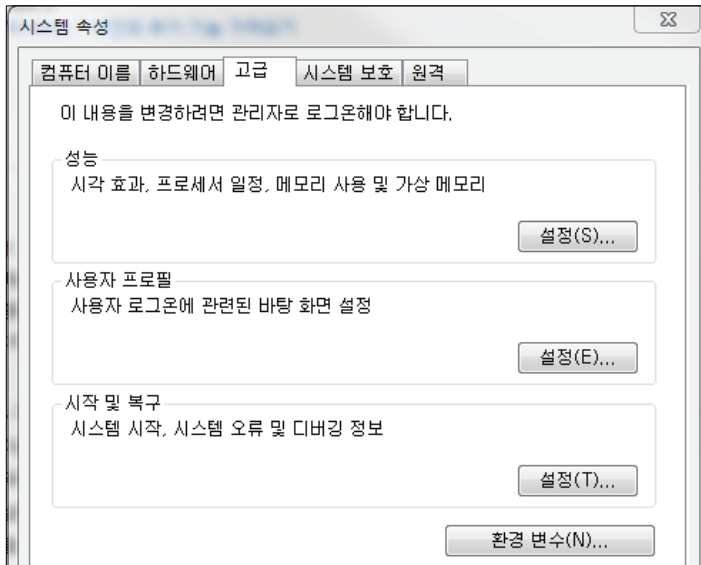 시스템 속성
컴퓨터 이름 하드웨어 고급 시스템 보호 원격
이 내용을 변경하려면 관리자로 로그온해야 합니다.
성능
시각 효과, 프로세서 일정, 메모리 사용 및 가상 메모리
설정(S)...
사용자 프로필
사용자 로그온에 관련된 바탕 화면 설정
설정(E)...
시작 및 복구
시스템 시작, 시스템 오류 및 디버깅 정보
설정(T)...
환경 변수(N)...